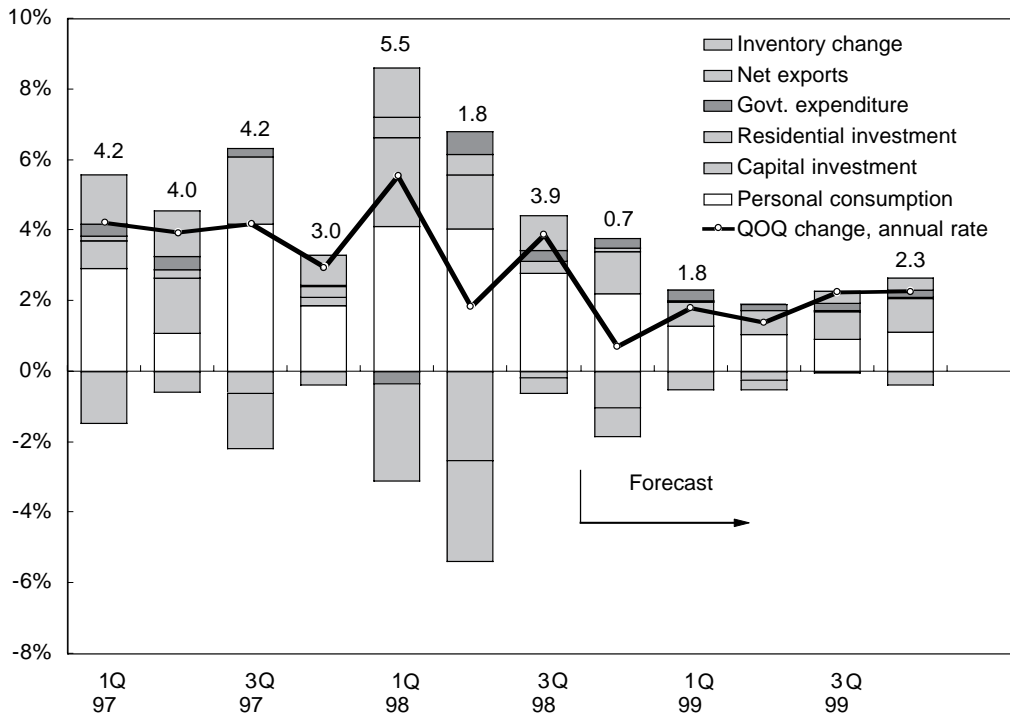 10%
8%
6%
4%
2%
0%
-2%
-4%
-6%
-8%
4.2
4.0
4.2
3.0
5.5
1.8
3.9
0.7
1.8
2.3
Inventory change
Net exports
Govt. expenditure
Residential investment
Capital investment
Personal consumption
QOQ change, annual rate
Forecast
1Q 3Q 1Q 3Q 1Q 3Q
97 97 98 98 99 99